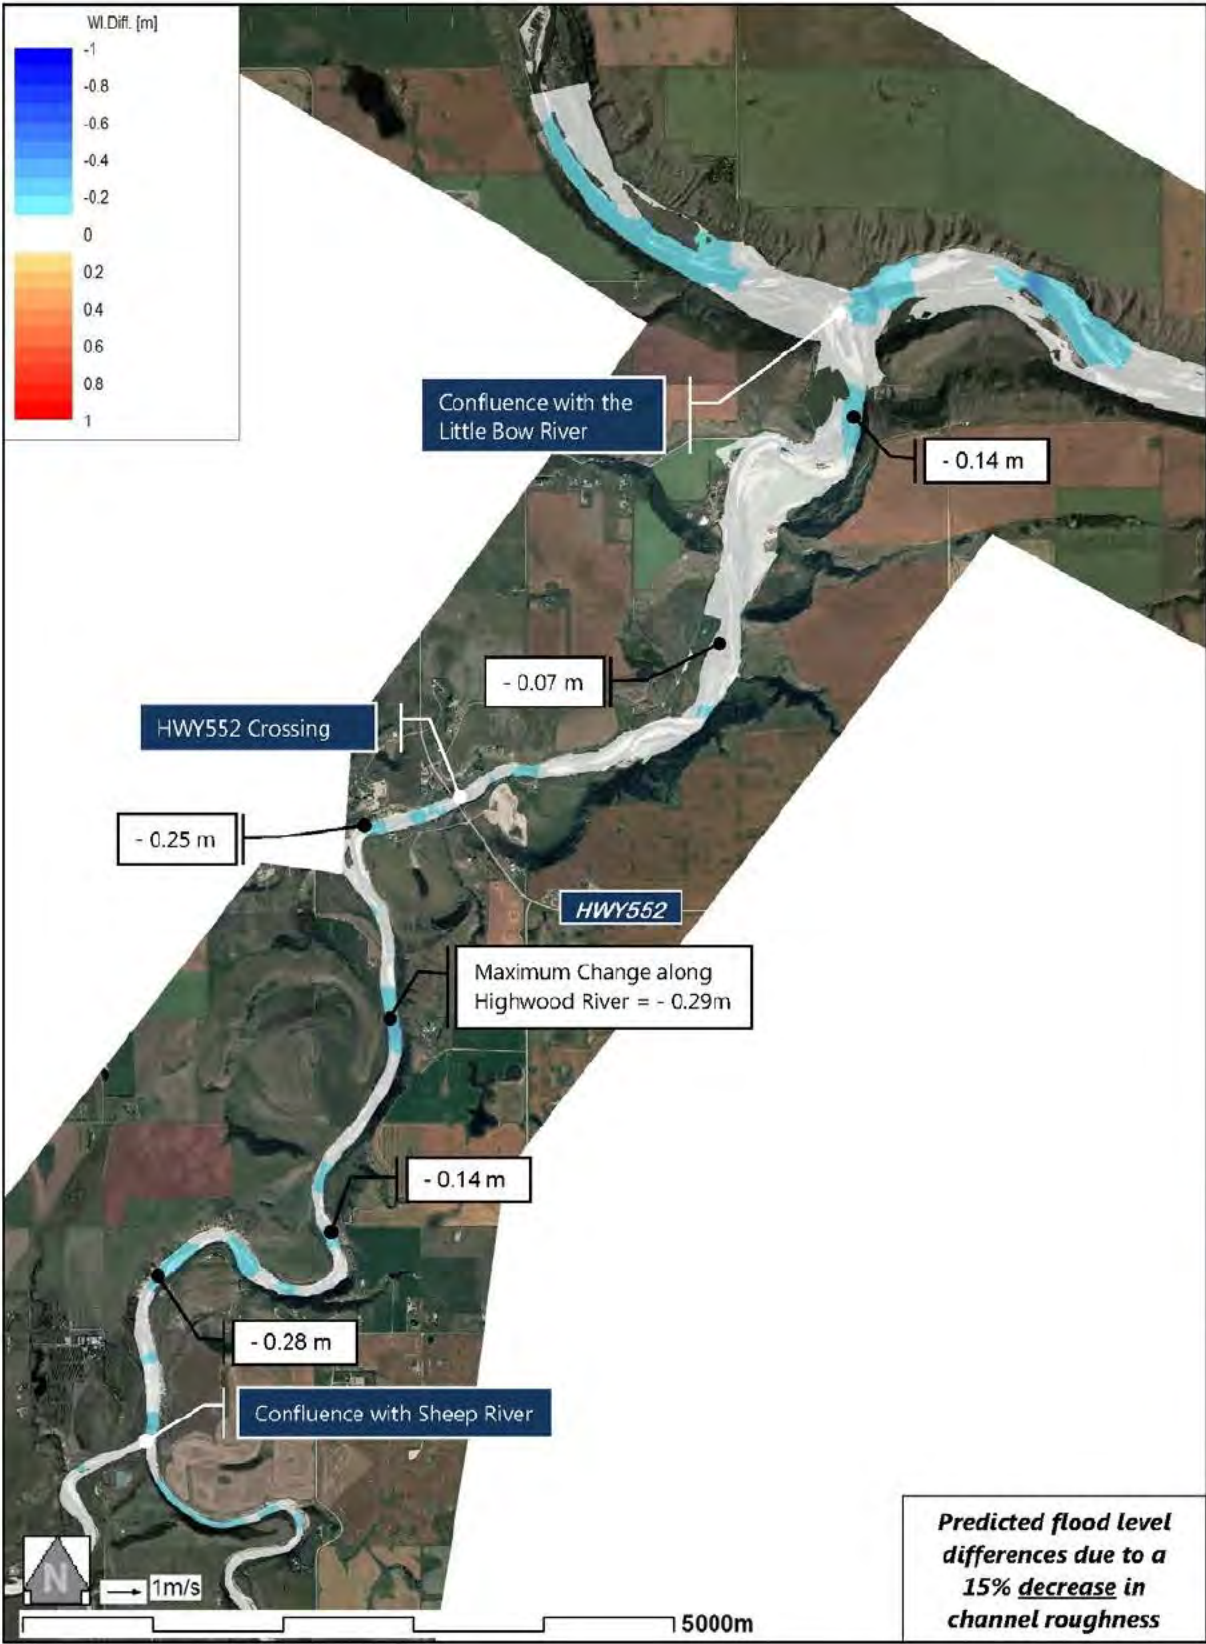 Wl.Diff. [m]
-1
-0.8
-0.6
-0.4
-0.2
0
0.2
0.4
0.6
0.8
1
Confluence with the
Little Bow River
- 0.14 m
- 0.07 m
HWY552 Crossing
- 0.25 m
HWY552
Maximum Change along
Highwood River = - 0.29m
- 0.14 m
- 0.28 m
Confluence with Sheep River
N
1m/s
5000m
Predicted flood level
differences due to a
15% decrease in
channel roughness